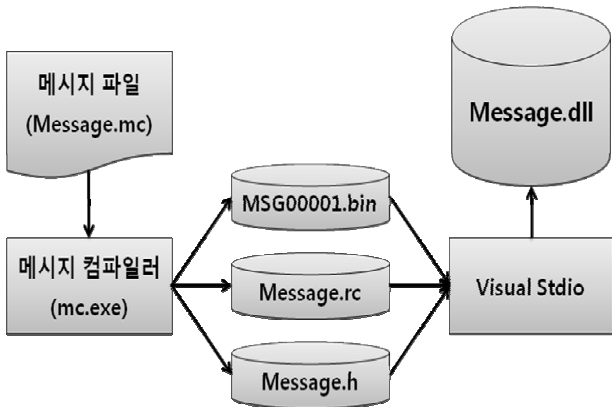 메시지 파일
(Message.mc)
메시지 컴파일러
(mc.exe)
MSG00001.bin
Message.rc
Message.h
Visual Stdio
Message.dll